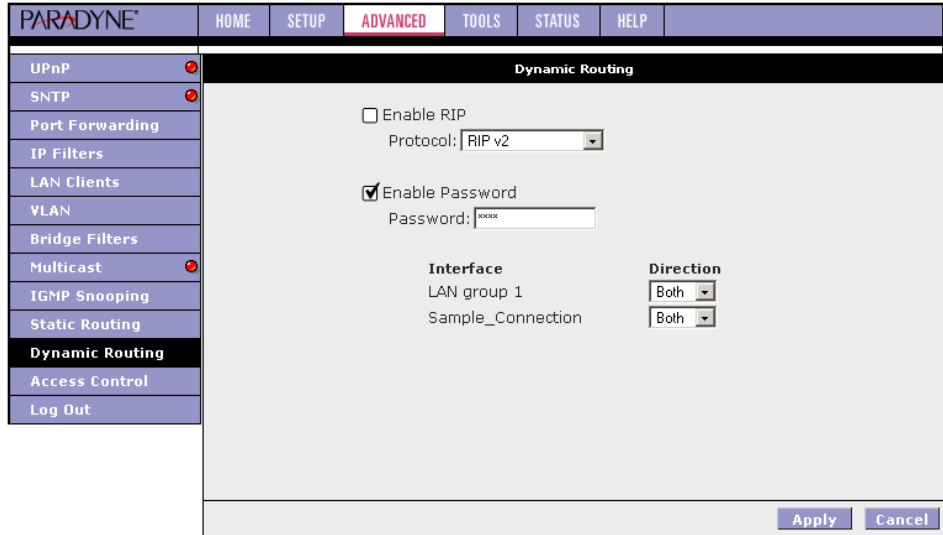 PARADYNE®
HOME SETUP ADVANCED TOOLS STATUS HELP
UPnP
SNTP
Port Forwarding
IP Filters
LAN Clients
VLAN
Bridge Filters
Multicast
IGMP Snooping
Static Routing
Dynamic Routing
Access Control
Log Out
Dynamic Routing
Enable RIP
Protocol: RIP v2
Enable Password
Password: ****
Interface Direction
LAN group 1 Both
Sample_Connection Both
Apply Cancel